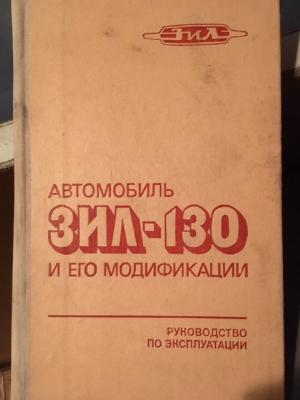 ЗИЛ
АВТОМОБИЛЬ
ЗИЛ-130
И ЕГО МОДИФИКАЦИИ
РУКОВОДСТВО
ПО ЭКСПЛУАТАЦИИ